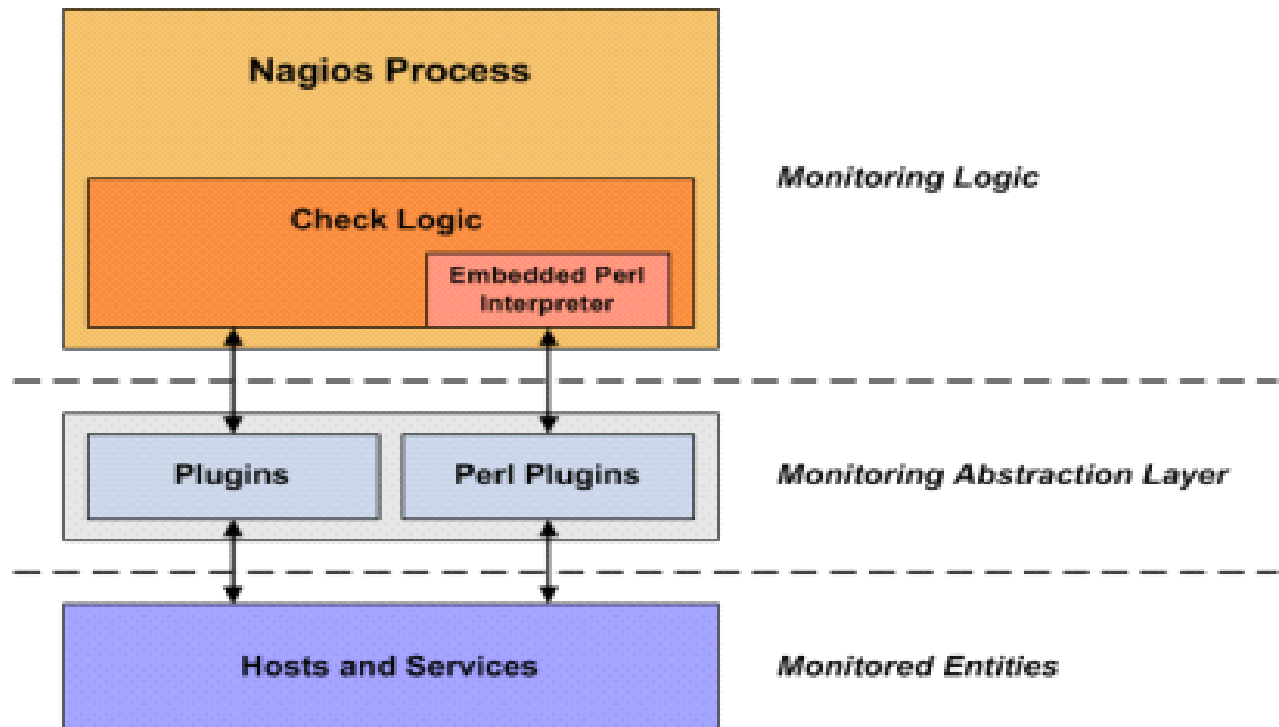 Nagios Process
Monitoring Logic
Check Logic
Embedded Perl
Interpreter
Plugins
Perl Plugins
Monitoring Abstraction Layer
Hosts and Services
Monitored Entities